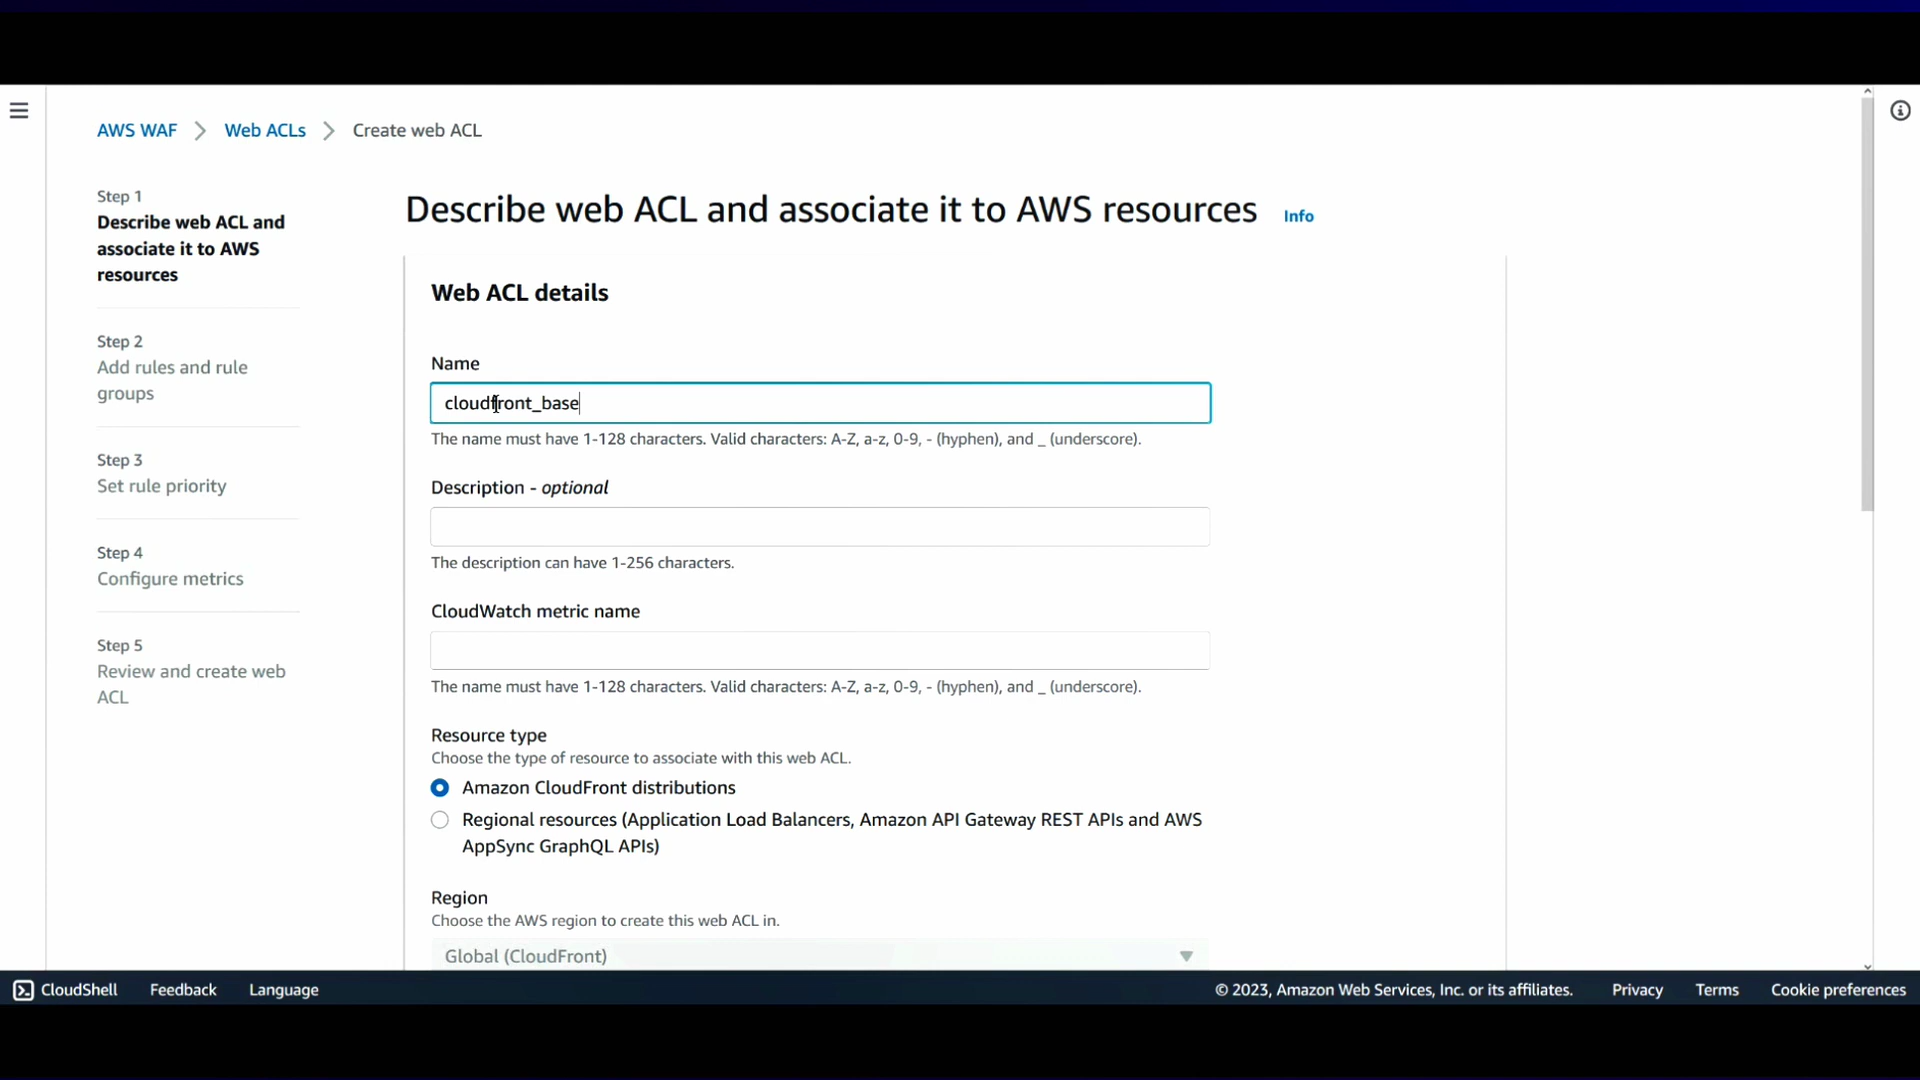 AWS WAF > Web ACLs > Create web ACL
Step 1
Describe web ACL and
associate it to AWS
resources
Step 2
Add rules and rule
groups
Step 3
Set rule priority
Step 4
Configure metrics
Step 5
Review and create web
ACL
Describe web ACL and associate it to AWS resources Info
Web ACL details
Name
cloudfront_base
The name must have 1-128 characters. Valid characters: A-Z, a-z, 0-9, - (hyphen), and _ (underscore).
Description - optional
The description can have 1-256 characters.
CloudWatch metric name
The name must have 1-128 characters. Valid characters: A-Z, a-z, 0-9, - (hyphen), and _ (underscore).
Resource type
Choose the type of resource to associate with this web ACL.
Amazon CloudFront distributions
Regional resources (Application Load Balancers, Amazon API Gateway REST APIs and AWS
AppSync GraphQL APIs)
Region
Choose the AWS region to create this web ACL in.
Global (CloudFront)
CloudShell Feedback Language © 2023, Amazon Web Services, Inc. or its affiliates. Privacy Terms Cookie preferences